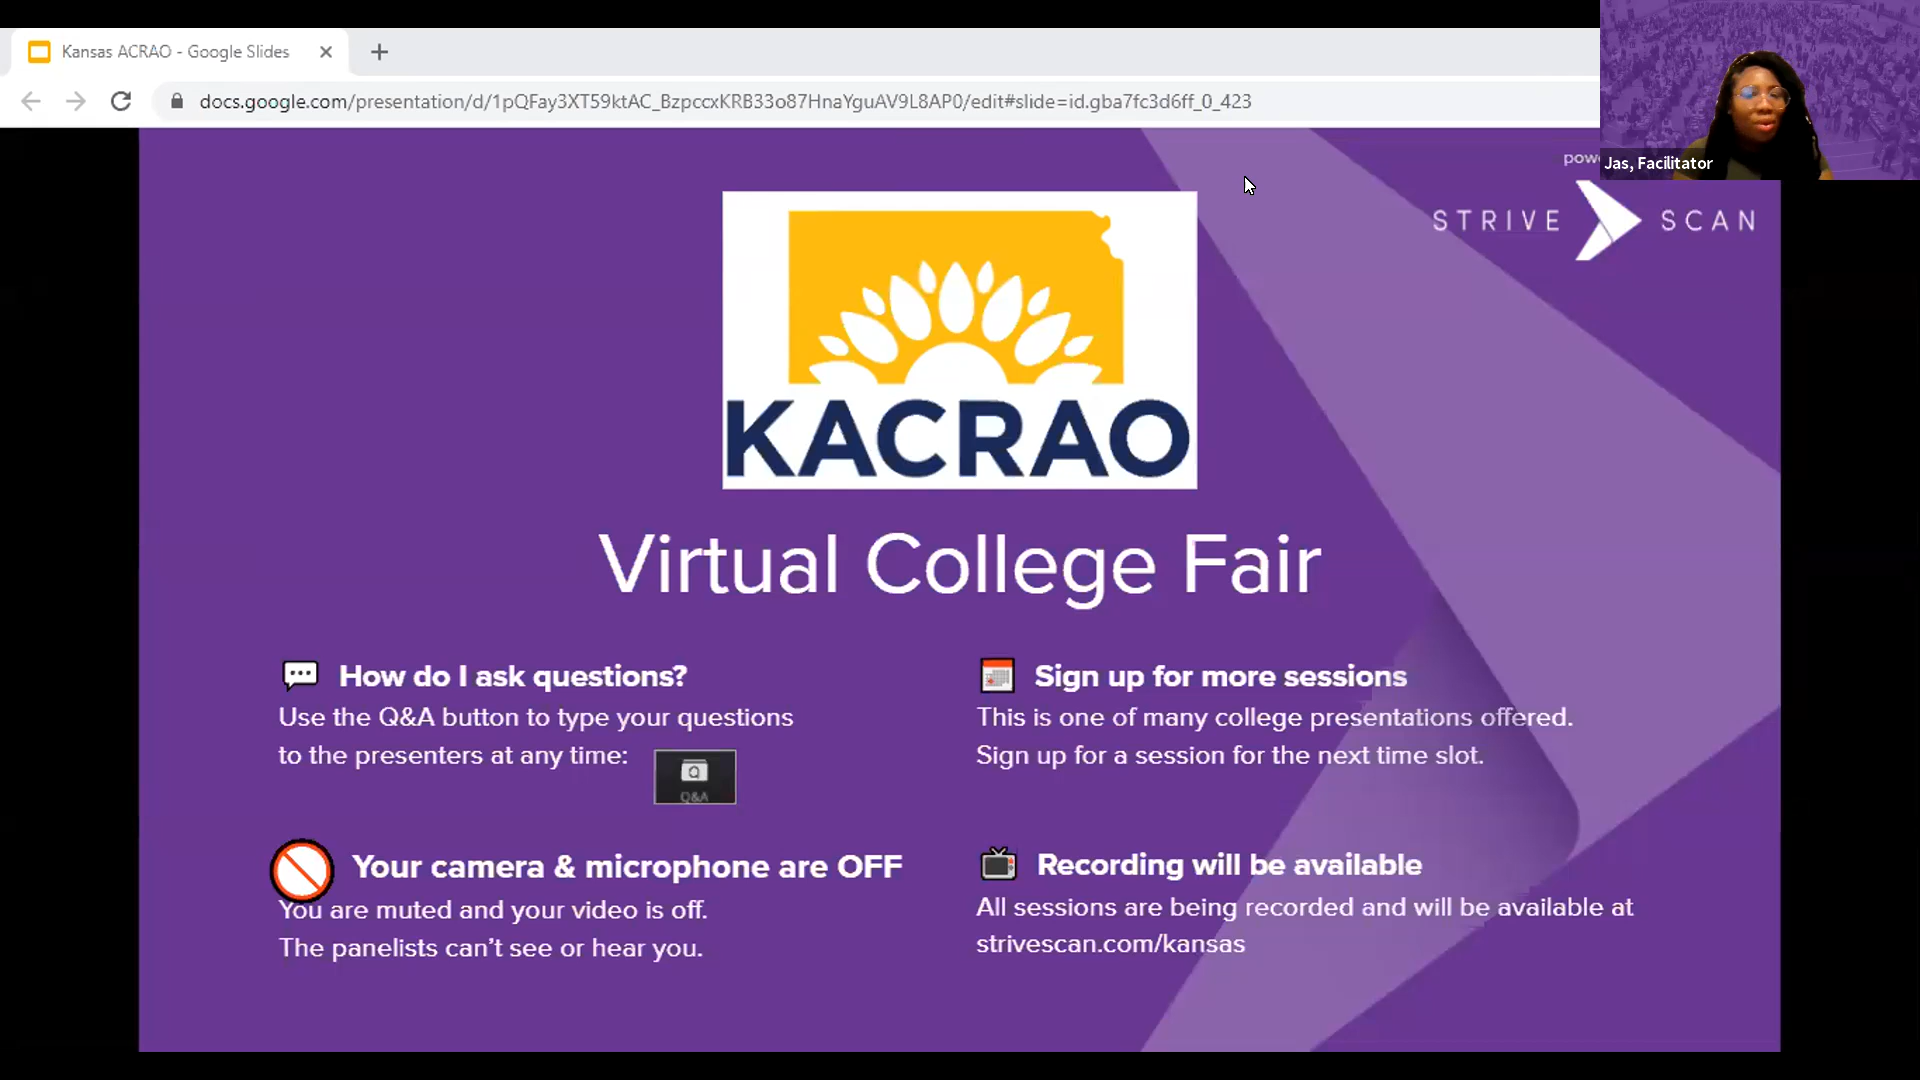 Kansas ACRAO - Google Slides
docs.google.com/presentation/d/1pQFay3XT59ktAC_BzpccxKRB33o87HnaYguAV9L8AP0/edit#slide=id.gba7fc3d6ff_0_423
Jas, Facilitator
STRIVE SCAN
KACRAO
Virtual College Fair
How do I ask questions?
Use the Q&A button to type your questions
to the presenters at any time:
Q&A
Sign up for more sessions
This is one of many college presentations offered.
Sign up for a session for the next time slot.
Your camera & microphone are OFF
You are muted and your video is off.
The panelists can't see or hear you.
Recording will be available
All sessions are being recorded and will be available at
strivescan.com/kansas